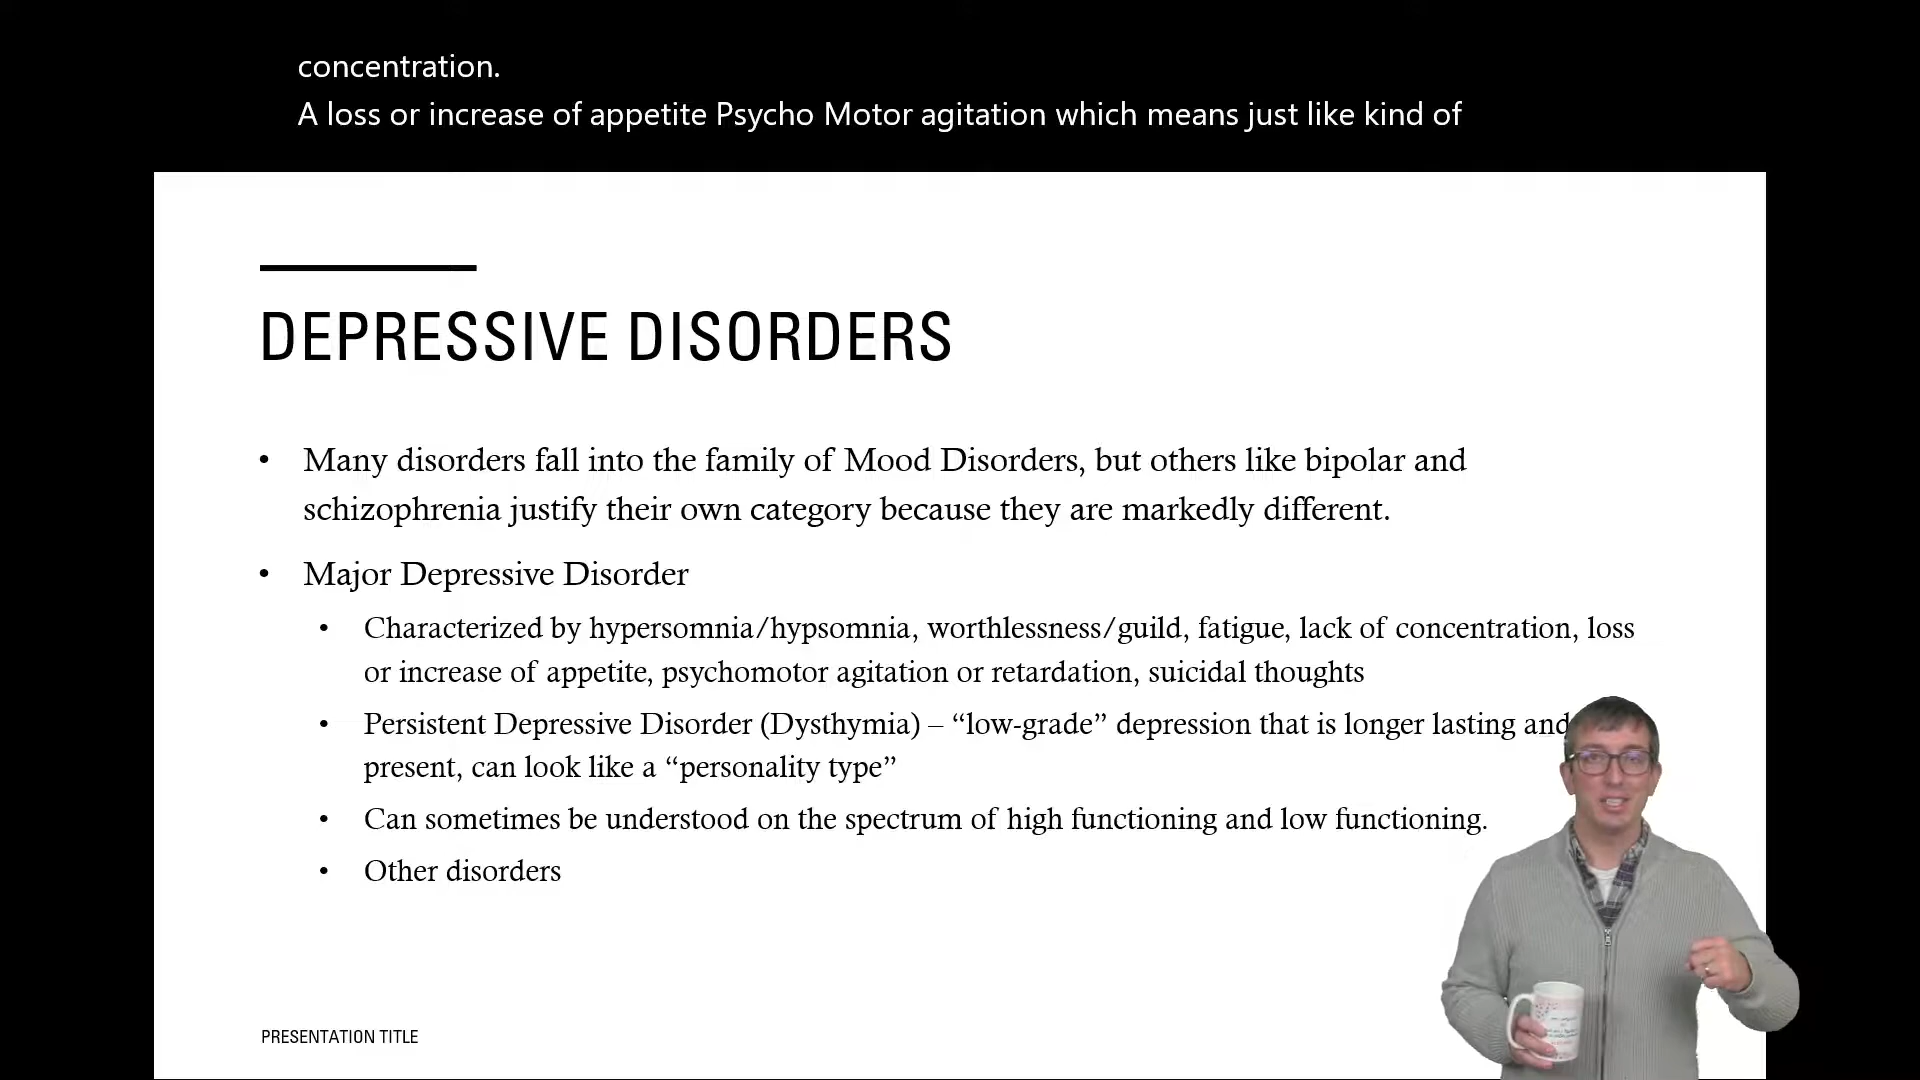 concentration.
A loss or increase of appetite Psycho Motor agitation which means just like kind of
DEPRESSIVE DISORDERS
• Many disorders fall into the family of Mood Disorders, but others like bipolar and
schizophrenia justify their own category because they are markedly different.
• Major Depressive Disorder
• Characterized by hypersomnia/hypsomnia, worthlessness/guild, fatigue, lack of concentration, loss
or increase of appetite, psychomotor agitation or retardation, suicidal thoughts
• Persistent Depressive Disorder (Dysthymia) – “low-grade” depression that is longer lasting and
present, can look like a “personality type”
• Can sometimes be understood on the spectrum of high functioning and low functioning.
• Other disorders
PRESENTATION TITLE